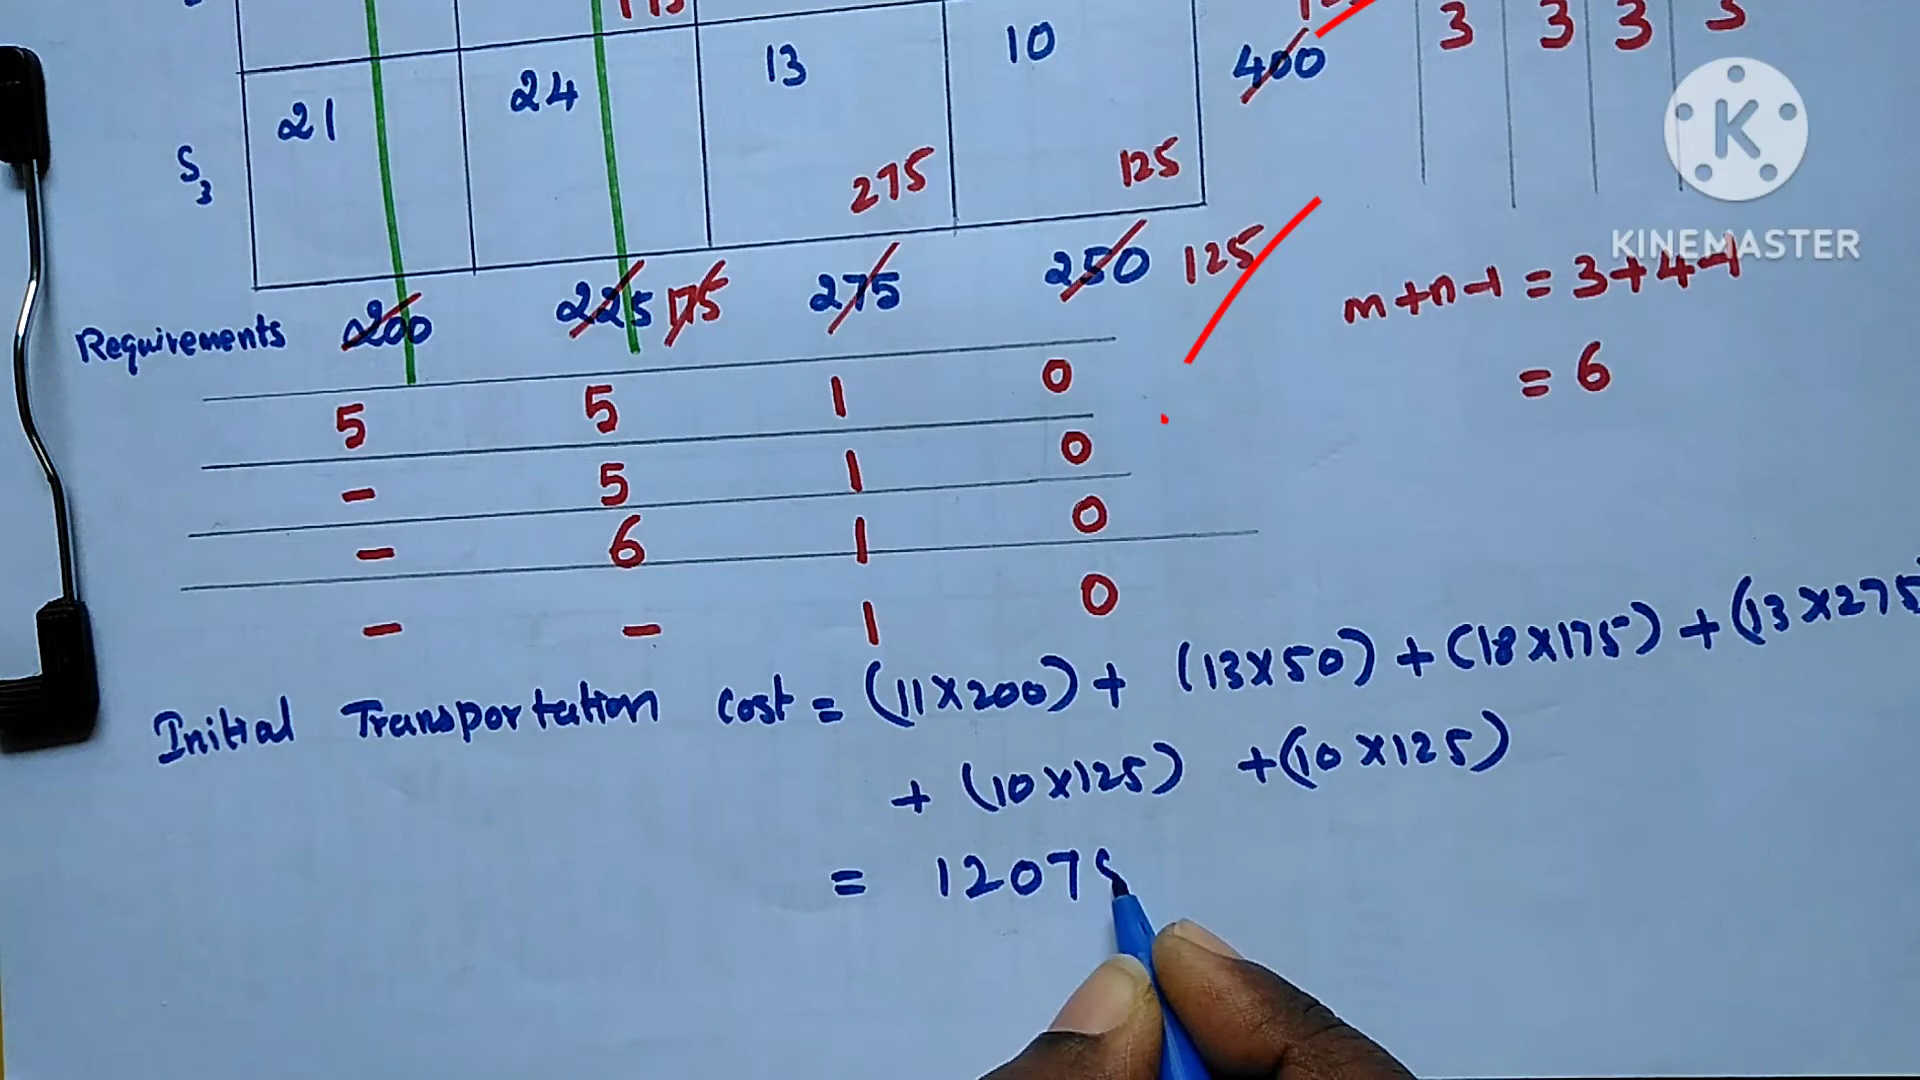 3 3 3 3
21 24 13 10 400
S3 275 125
KINEMASTER
Requirements 200 225 175 275 250 125
m+n-1 = 3+4-1
= 6
5 5 1 0
- 5 1 0
- 6 1 0
- - 1 0
Initial Transportation cost = (11×200) + (13×50) + (18×175) + (13×275
+ (10×125) + (10×125)
= 1207